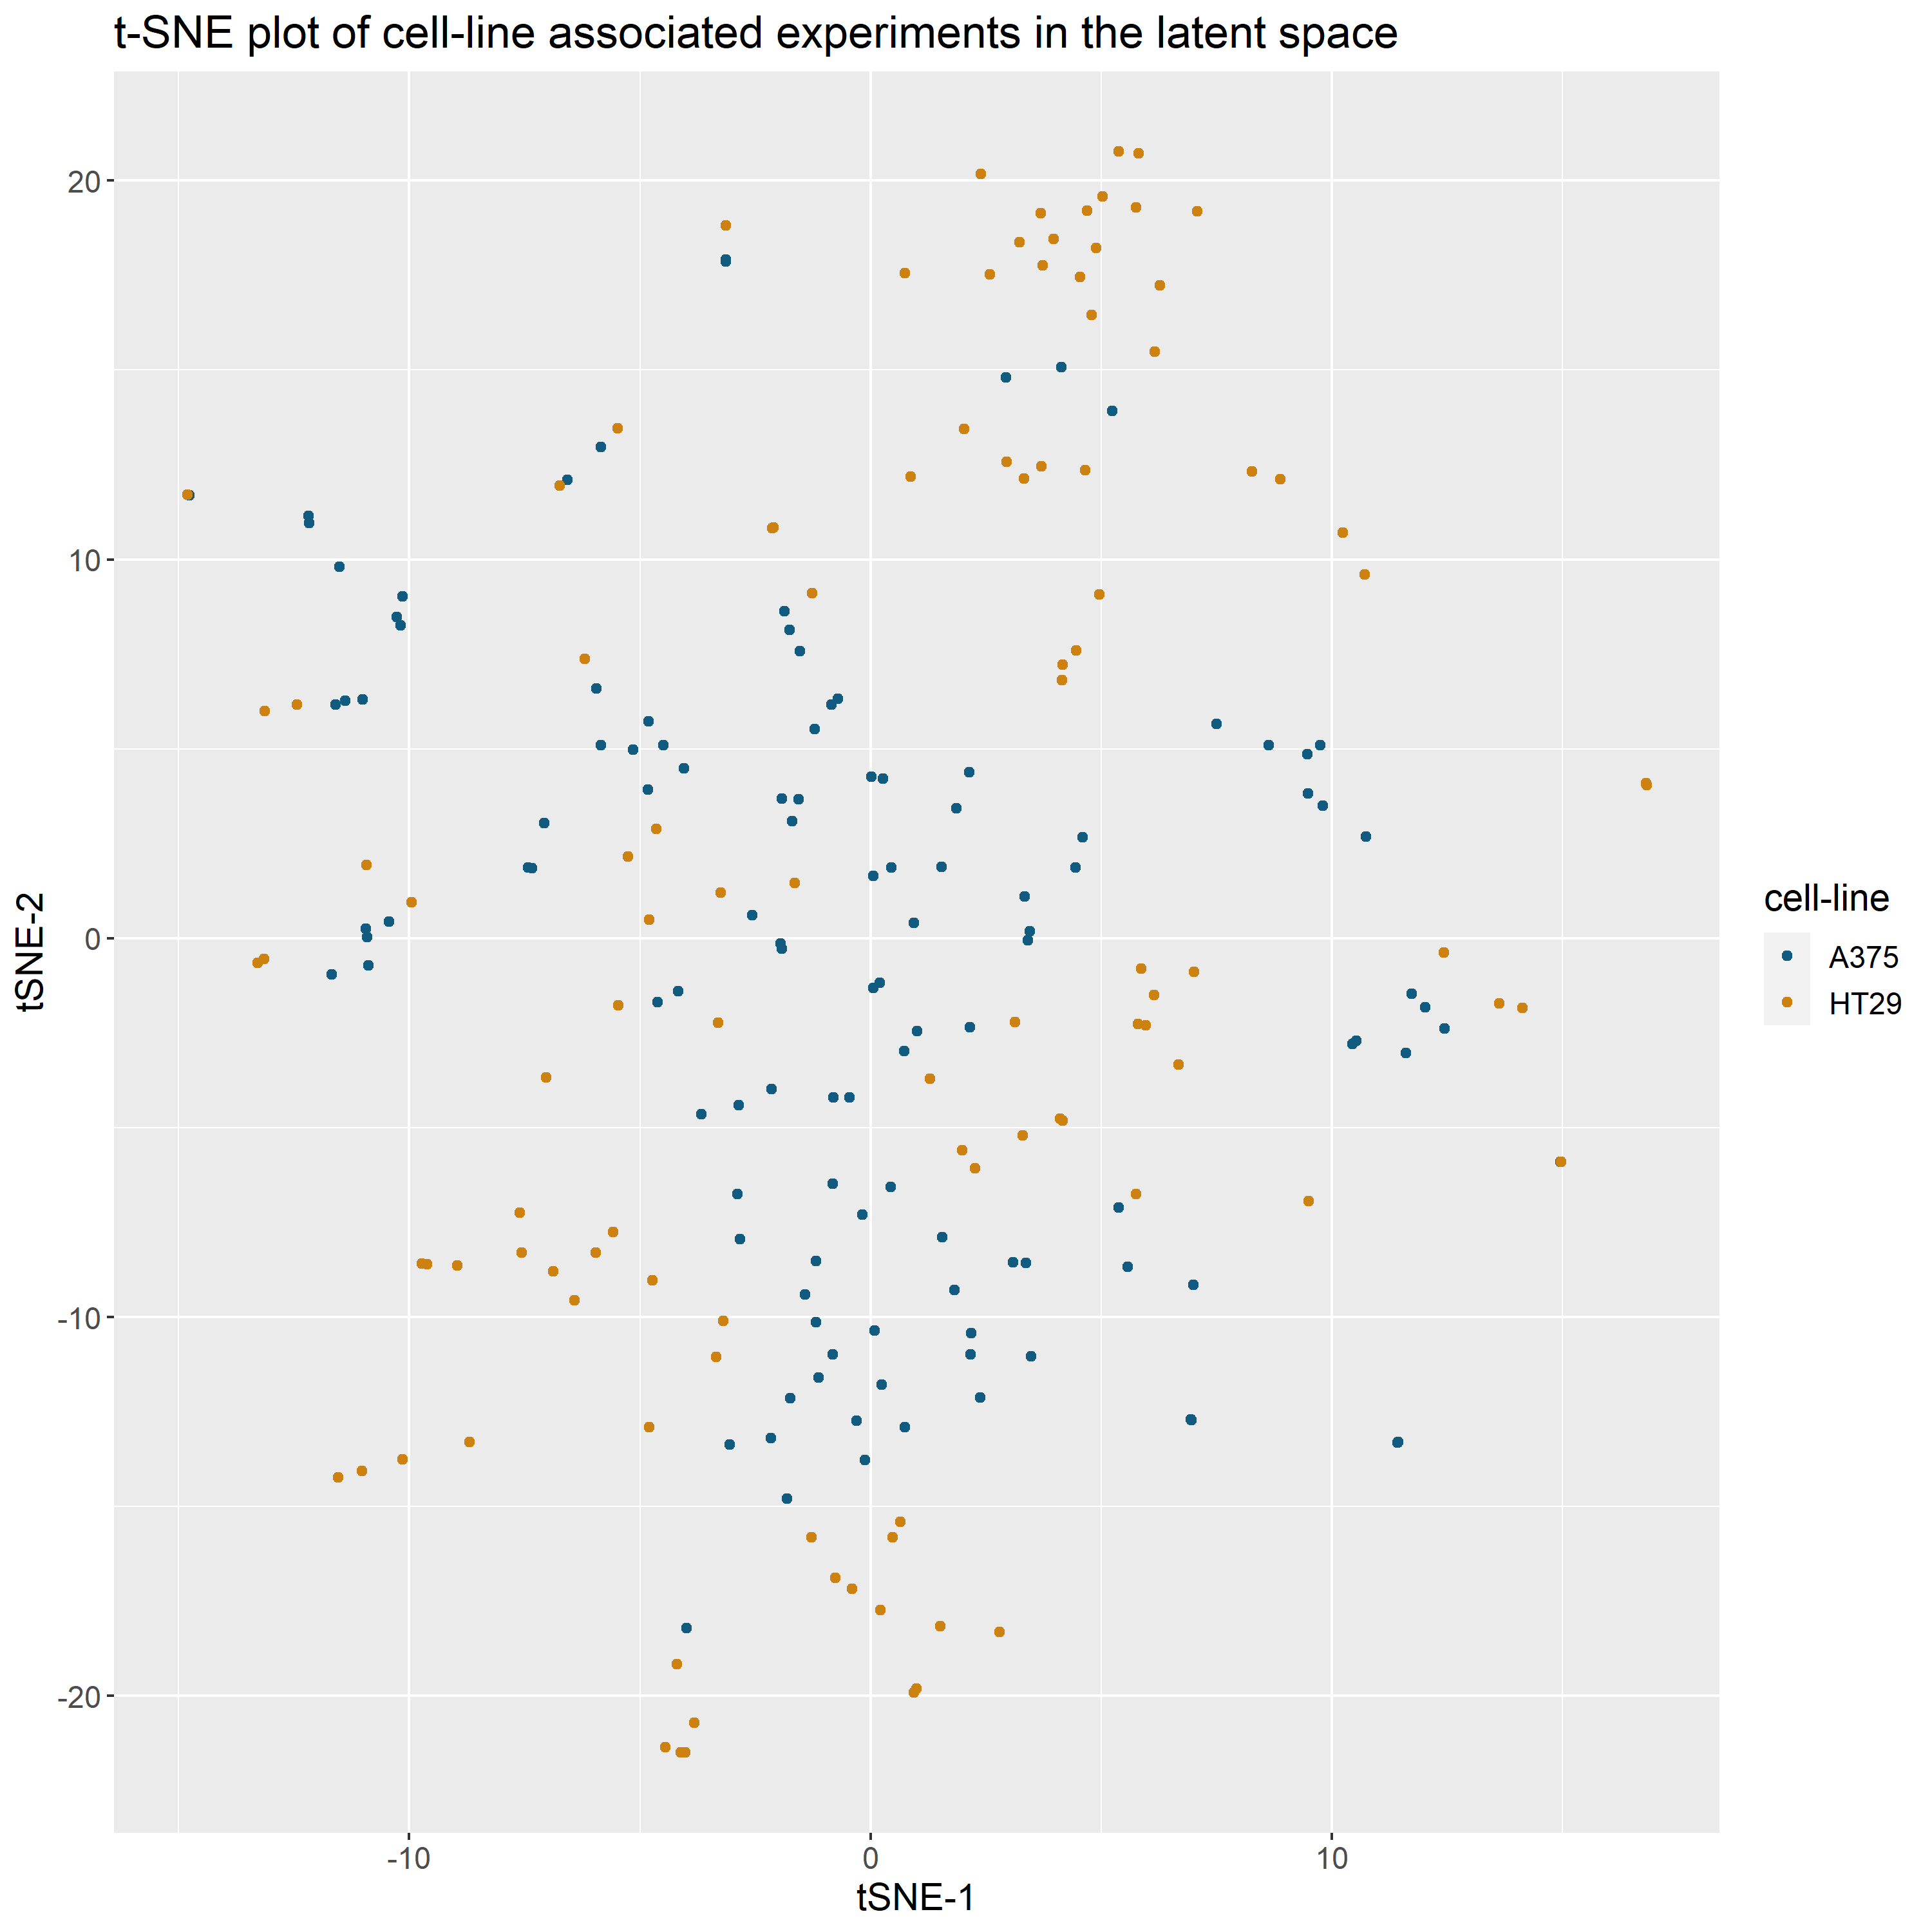 t-SNE plot of cell-line associated experiments in the latent space
20
10
0
-10
-20
tSNE-2
-10
0
10
tSNE-1
cell-line
A375
HT29